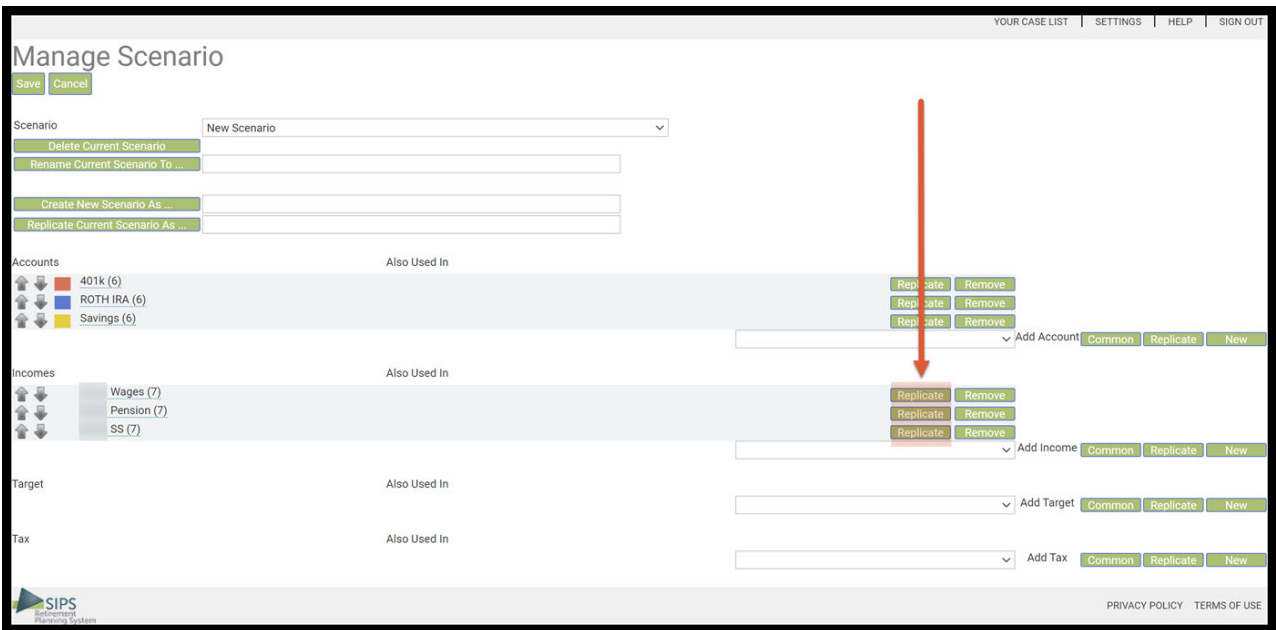 YOUR CASE LIST SETTINGS HELP SIGN OUT
Manage Scenario
Save Cancel
Scenario New Scenario
Delete Current Scenario
Rename Current Scenario To ...
Create New Scenario As ...
Replicate Current Scenario As ...
Accounts Also Used In
401k (6) Replicate Remove
ROTH IRA (6) Replicate Remove
Savings (6) Replicate Remove
Add Account Common Replicate New
Incomes Also Used In
Wages (7) Replicate Remove
Pension (7) Replicate Remove
SS (7) Replicate Remove
Add Income Common Replicate New
Target Also Used In
Add Target Common Replicate New
Tax Also Used In
Add Tax Common Replicate New
SIPS
Retirement
Planning System
PRIVACY POLICY TERMS OF USE